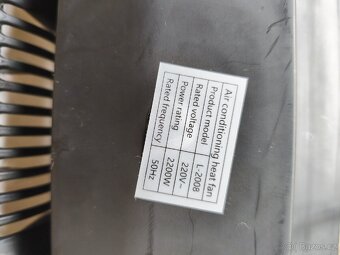 Air conditioning heat fan
Product model L-2008
Rated voltage 220V~
Power rating 2200W
Rated frequency 50Hz